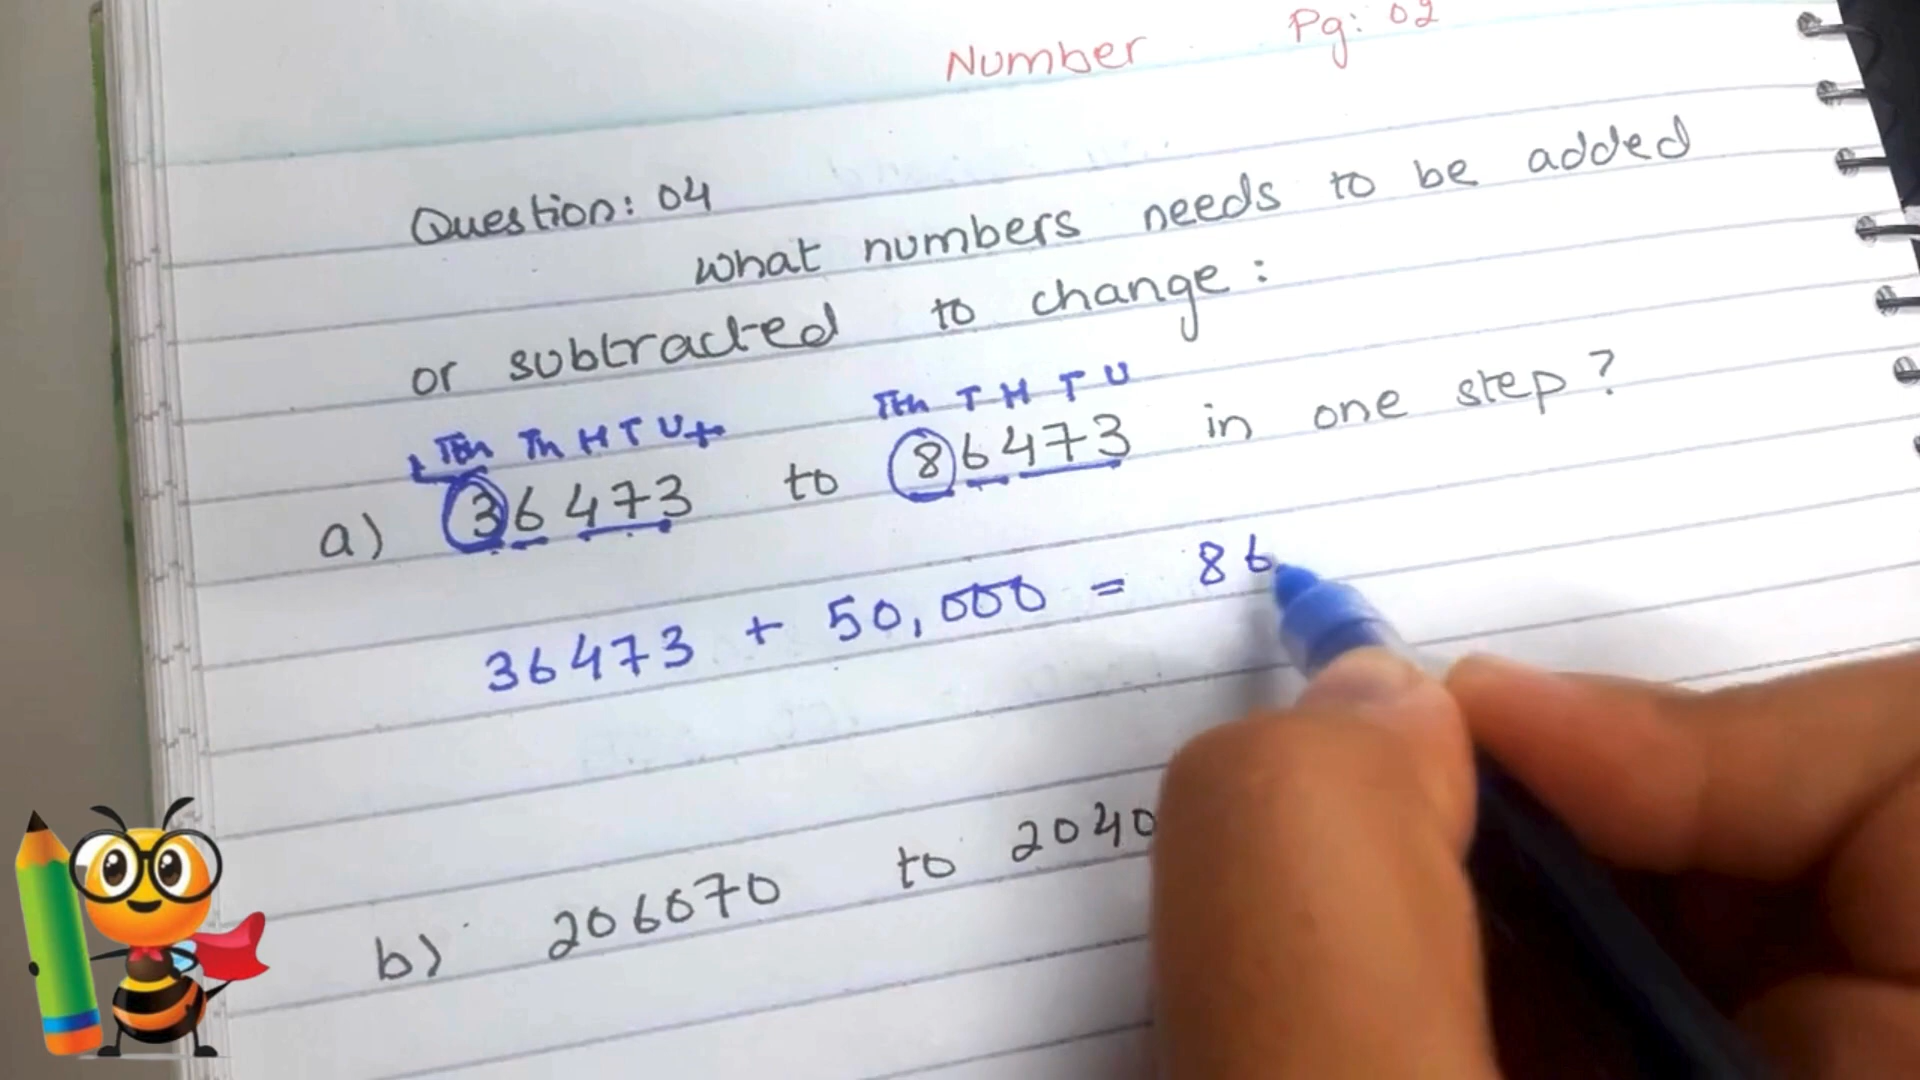 Number Pg: 02
Question: 04
What numbers needs to be added
or subtracted to change:
TTh Th H T U TTh T H T U
a) 36473 to 86473 in one step?
36473 + 50,000 = 86
b) 206070 to 2040